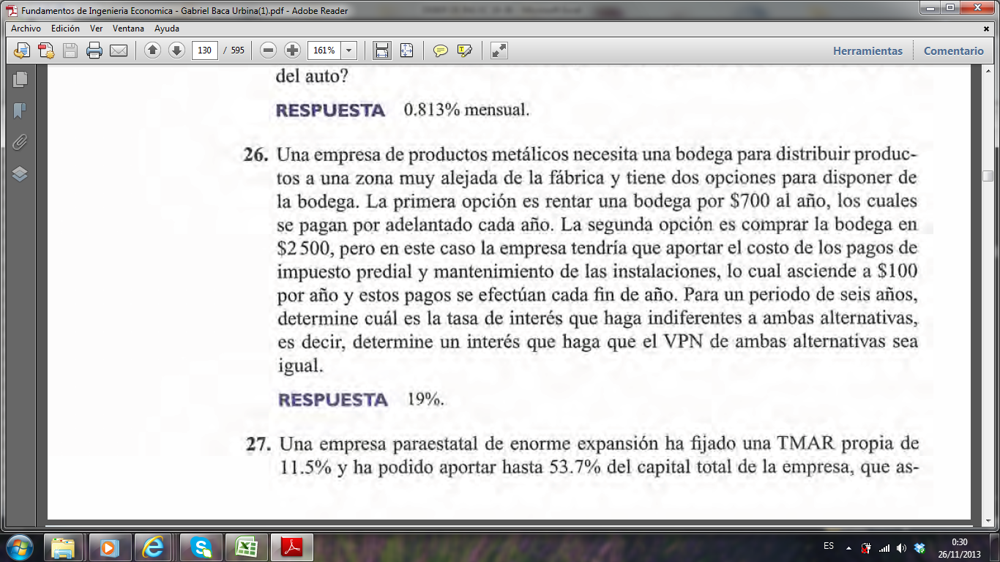 Fundamentos de Ingenieria Economica - Gabriel Baca Urbina(1).pdf - Adobe Reader
Archivo Edición Ver Ventana Ayuda
130 / 595 161% Herramientas Comentario
del auto?
RESPUESTA 0.813% mensual.
26. Una empresa de productos metálicos necesita una bodega para distribuir produc-
tos a una zona muy alejada de la fábrica y tiene dos opciones para disponer de
la bodega. La primera opción es rentar una bodega por $700 al año, los cuales
se pagan por adelantado cada año. La segunda opción es comprar la bodega en
$2 500, pero en este caso la empresa tendría que aportar el costo de los pagos de
impuesto predial y mantenimiento de las instalaciones, lo cual asciende a $100
por año y estos pagos se efectúan cada fin de año. Para un periodo de seis años,
determine cuál es la tasa de interés que haga indiferentes a ambas alternativas,
es decir, determine un interés que haga que el VPN de ambas alternativas sea
igual.
RESPUESTA 19%.
27. Una empresa paraestatal de enorme expansión ha fijado una TMAR propia de
11.5% y ha podido aportar hasta 53.7% del capital total de la empresa, que as-
ES 0:30
26/11/2013